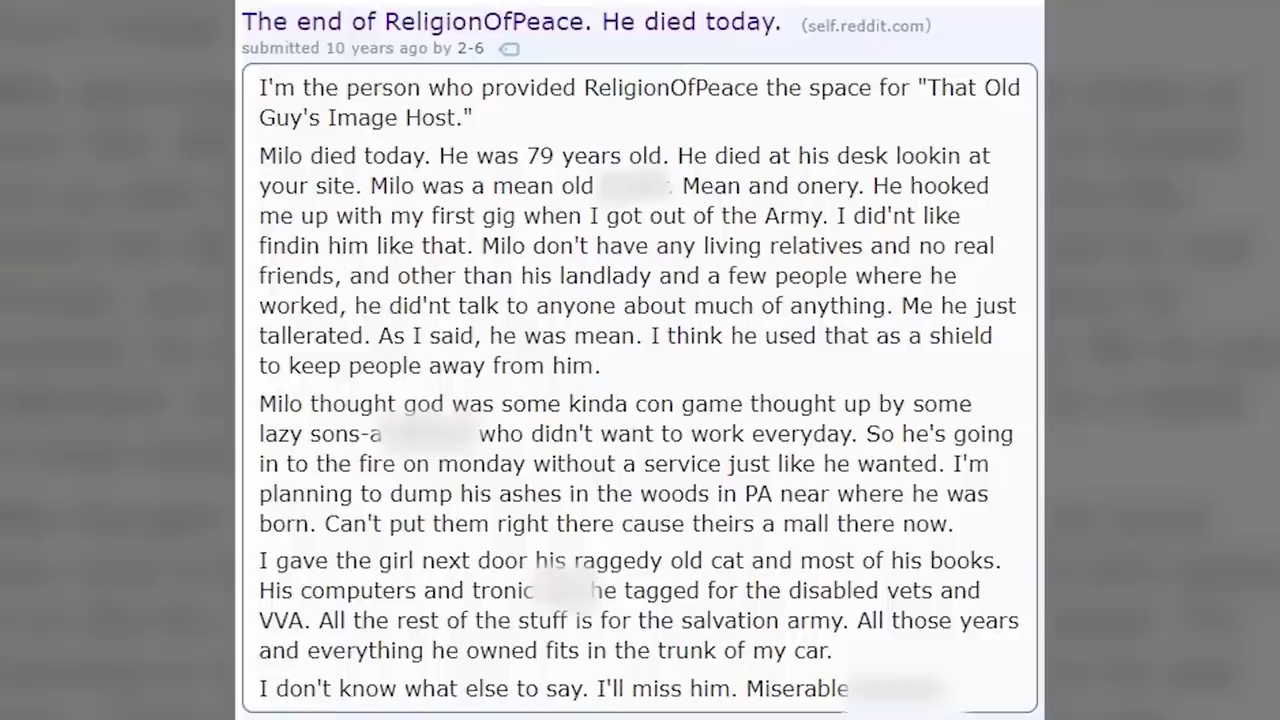 The end of ReligionOfPeace. He died today. (self.reddit.com)
submitted 10 years ago by 2-6
I'm the person who provided ReligionOfPeace the space for "That Old
Guy's Image Host."
Milo died today. He was 79 years old. He died at his desk lookin at
your site. Milo was a mean old . Mean and onery. He hooked
me up with my first gig when I got out of the Army. I did'nt like
findin him like that. Milo don't have any living relatives and no real
friends, and other than his landlady and a few people where he
worked, he did'nt talk to anyone about much of anything. Me he just
tallerated. As I said, he was mean. I think he used that as a shield
to keep people away from him.
Milo thought god was some kinda con game thought up by some
lazy sons-a who didn't want to work everyday. So he's going
in to the fire on monday without a service just like he wanted. I'm
planning to dump his ashes in the woods in PA near where he was
born. Can't put them right there cause theirs a mall there now.
I gave the girl next door his raggedy old cat and most of his books.
His computers and tronic he tagged for the disabled vets and
VVA. All the rest of the stuff is for the salvation army. All those years
and everything he owned fits in the trunk of my car.
I don't know what else to say. I'll miss him. Miserable